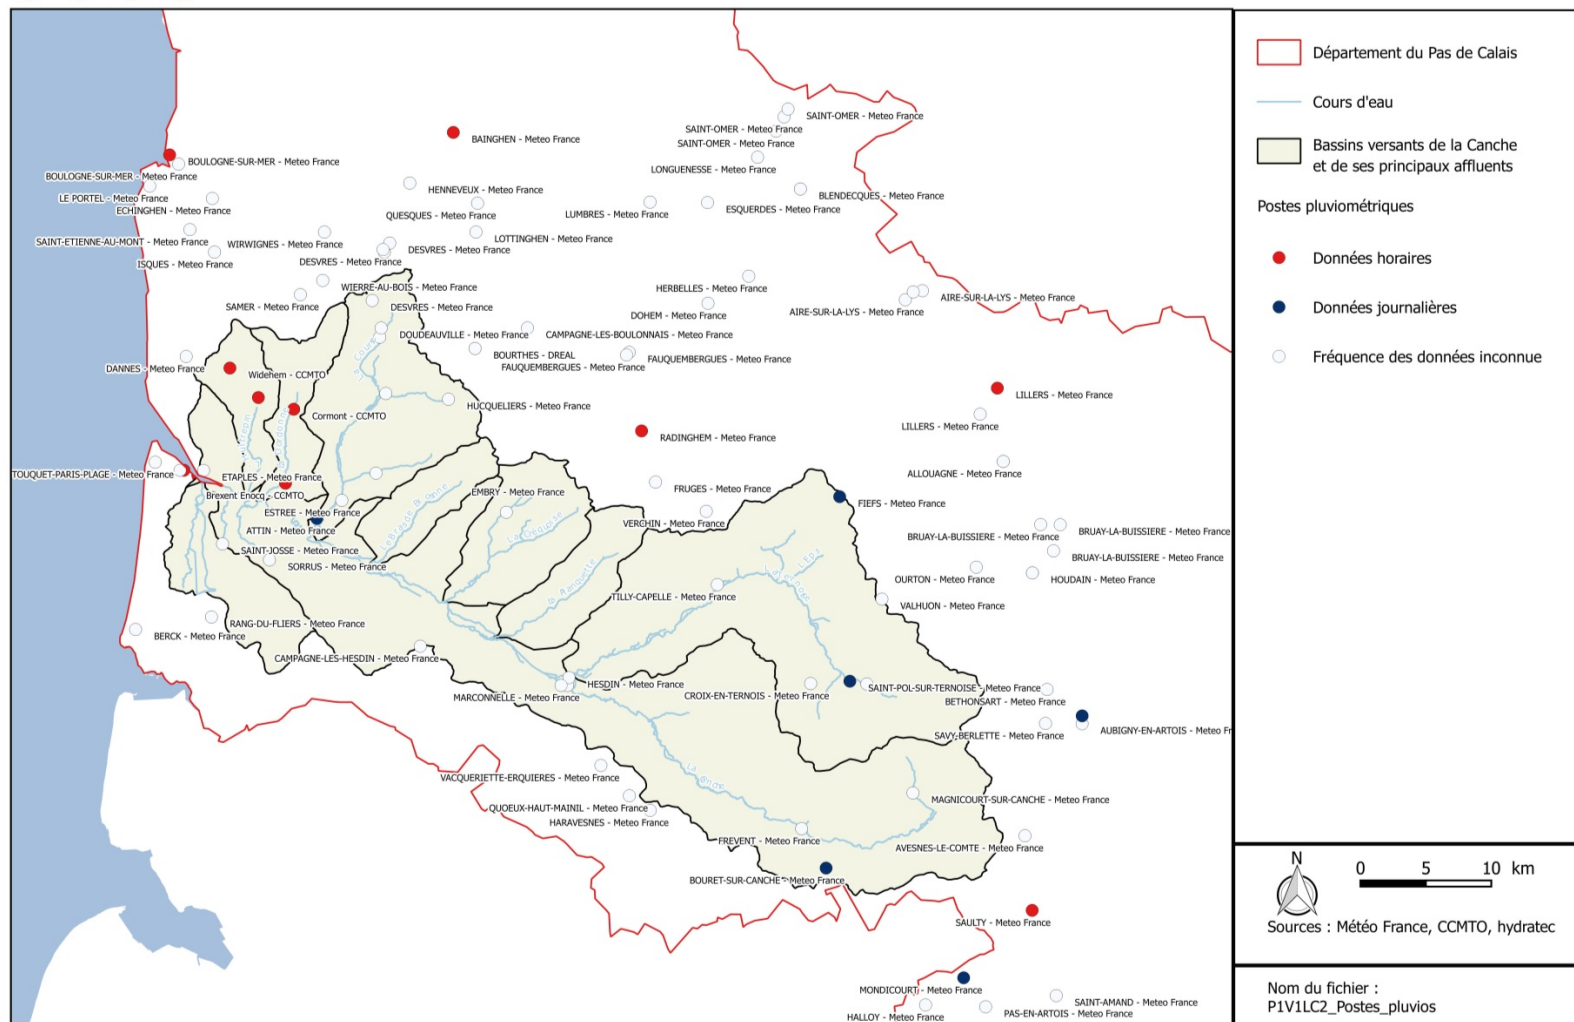 SAINT-OMER - Meteo France
SAINT-OMER - Meteo France
SAINT-OMER - Meteo France
BAINGHEN - Meteo France
LONGUENESSE - Meteo France
BOULOGNE-SUR-MER - Meteo France
BOULOGNE-SUR-MER - Meteo France
HENNEVEUX - Meteo France
BLENDECQUES - Meteo France
LE PORTEL - Meteo France
ECHINGHEN - Meteo France
QUESQUES - Meteo France
LUMBRES - Meteo France
ESQUERDES - Meteo France
SAINT-ETIENNE-AU-MONT - Meteo France
WIRWIGNES - Meteo France
LOTTINGHEN - Meteo France
DESVRES - Meteo France
DESVRES - Meteo France
ISQUES - Meteo France
WIERRE-AU-BOIS - Meteo France
HERBELLES - Meteo France
AIRE-SUR-LA-LYS - Meteo France
SAMER - Meteo France
DESVRES - Meteo France
DOHEM - Meteo France
AIRE-SUR-LA-LYS - Meteo France
DOUDEAUVILLE - Meteo France
CAMPAGNE-LES-BOULONNAIS - Meteo France
BOURTHES - DREAL
FAUQUEMBERGUES - Meteo France
FAUQUEMBERGUES - Meteo France
DANNES - Meteo France
Widehem - CCMTO
LILLERS - Meteo France
HUCQUELIERS - Meteo France
Cormont - CCMTO
LILLERS - Meteo France
RADINGHEM - Meteo France
TOUQUET-PARIS-PLAGE - Meteo France
ETAPLES - Meteo France
ALLOUAGNE - Meteo France
Brexent Enocq - CCMTO
EMBRY - Meteo France
FRUGES - Meteo France
FIEFS - Meteo France
ESTREE - Meteo France
VERCHIN - Meteo France
ATTIN - Meteo France
BRUAY-LA-BUISSIERE - Meteo France
BRUAY-LA-BUISSIERE - Meteo France
SAINT-JOSSE - Meteo France
BRUAY-LA-BUISSIERE - Meteo France
SORRUS - Meteo France
OURTON - Meteo France
HOUDAIN - Meteo France
TILLY-CAPELLE - Meteo France
VALHUON - Meteo France
RANG-DU-FLIERS - Meteo France
BERCK - Meteo France
CAMPAGNE-LES-HESDIN - Meteo France
HESDIN - Meteo France
MARCONNELLE - Meteo France
CROIX-EN-TERNOIS - Meteo France
SAINT-POL-SUR-TERNOISE - Meteo France
BETHONSART - Meteo France
SAVY-BERLETTE - Meteo France
AUBIGNY-EN-ARTOIS - Meteo Fr
VACQUERIETTE-ERQUIERES - Meteo France
QUOEUX-HAUT-MAINIL - Meteo France
HARAVESNES - Meteo France
MAGNICOURT-SUR-CANCHE - Meteo France
FREVENT - Meteo France
AVESNES-LE-COMTE - Meteo France
BOURET-SUR-CANCHE - Meteo France
SAULTY - Meteo France
MONDICOURT - Meteo France
SAINT-AMAND - Meteo France
PAS-EN-ARTOIS - Meteo France
HALLOY - Meteo France
Département du Pas de Calais
Cours d'eau
Bassins versants de la Canche
et de ses principaux affluents
Postes pluviométriques
Données horaires
Données journalières
Fréquence des données inconnue
N
0 5 10 km
Sources : Météo France, CCMTO, hydratec
Nom du fichier :
P1V1LC2_Postes_pluvios